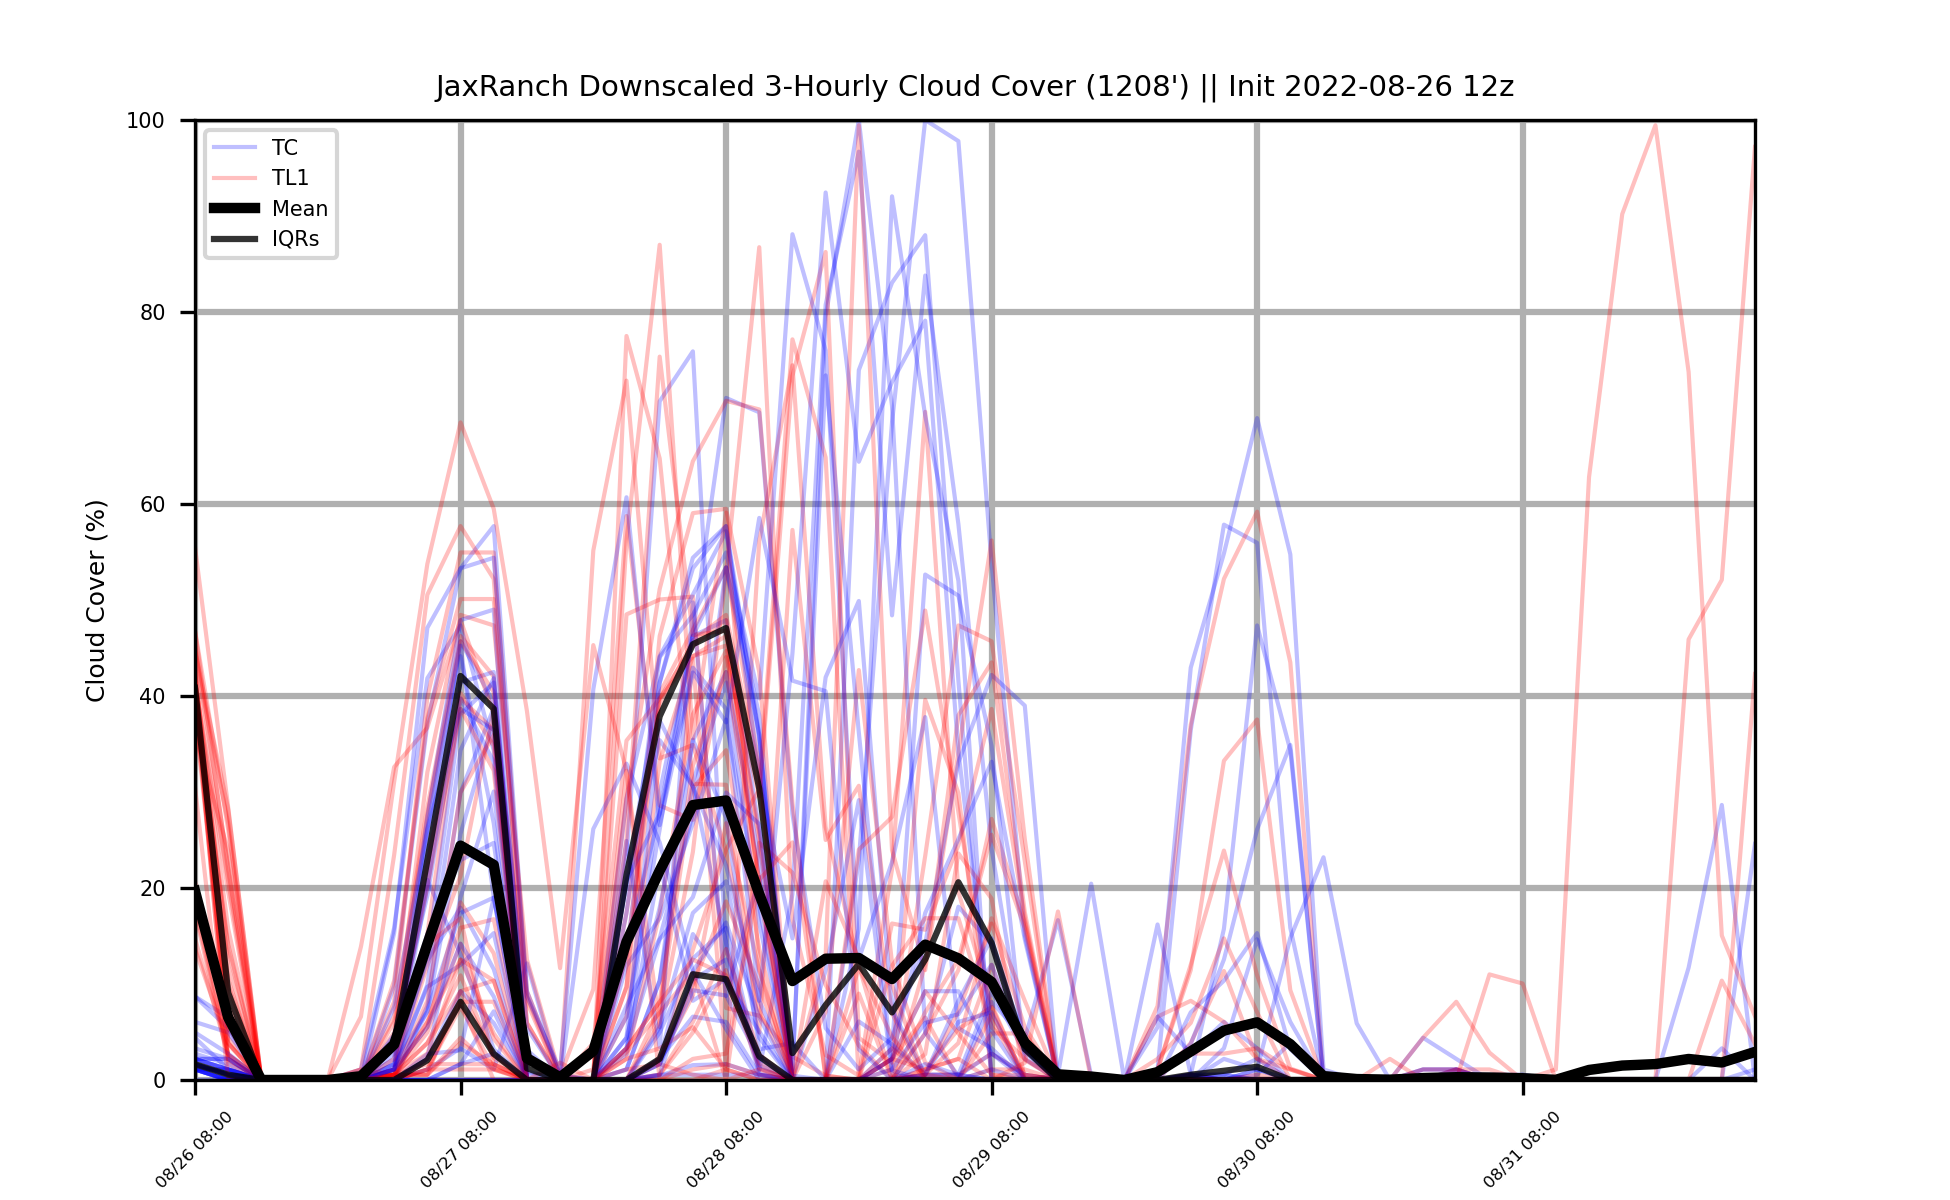 JaxRanch Downscaled 3-Hourly Cloud Cover (1208') || Init 2022-08-26 12z
100
80
60
40
20
0
Cloud Cover (%)
TC
TL1
Mean
IQRs
08/26 08:00
08/27 08:00
08/28 08:00
08/29 08:00
08/30 08:00
08/31 08:00